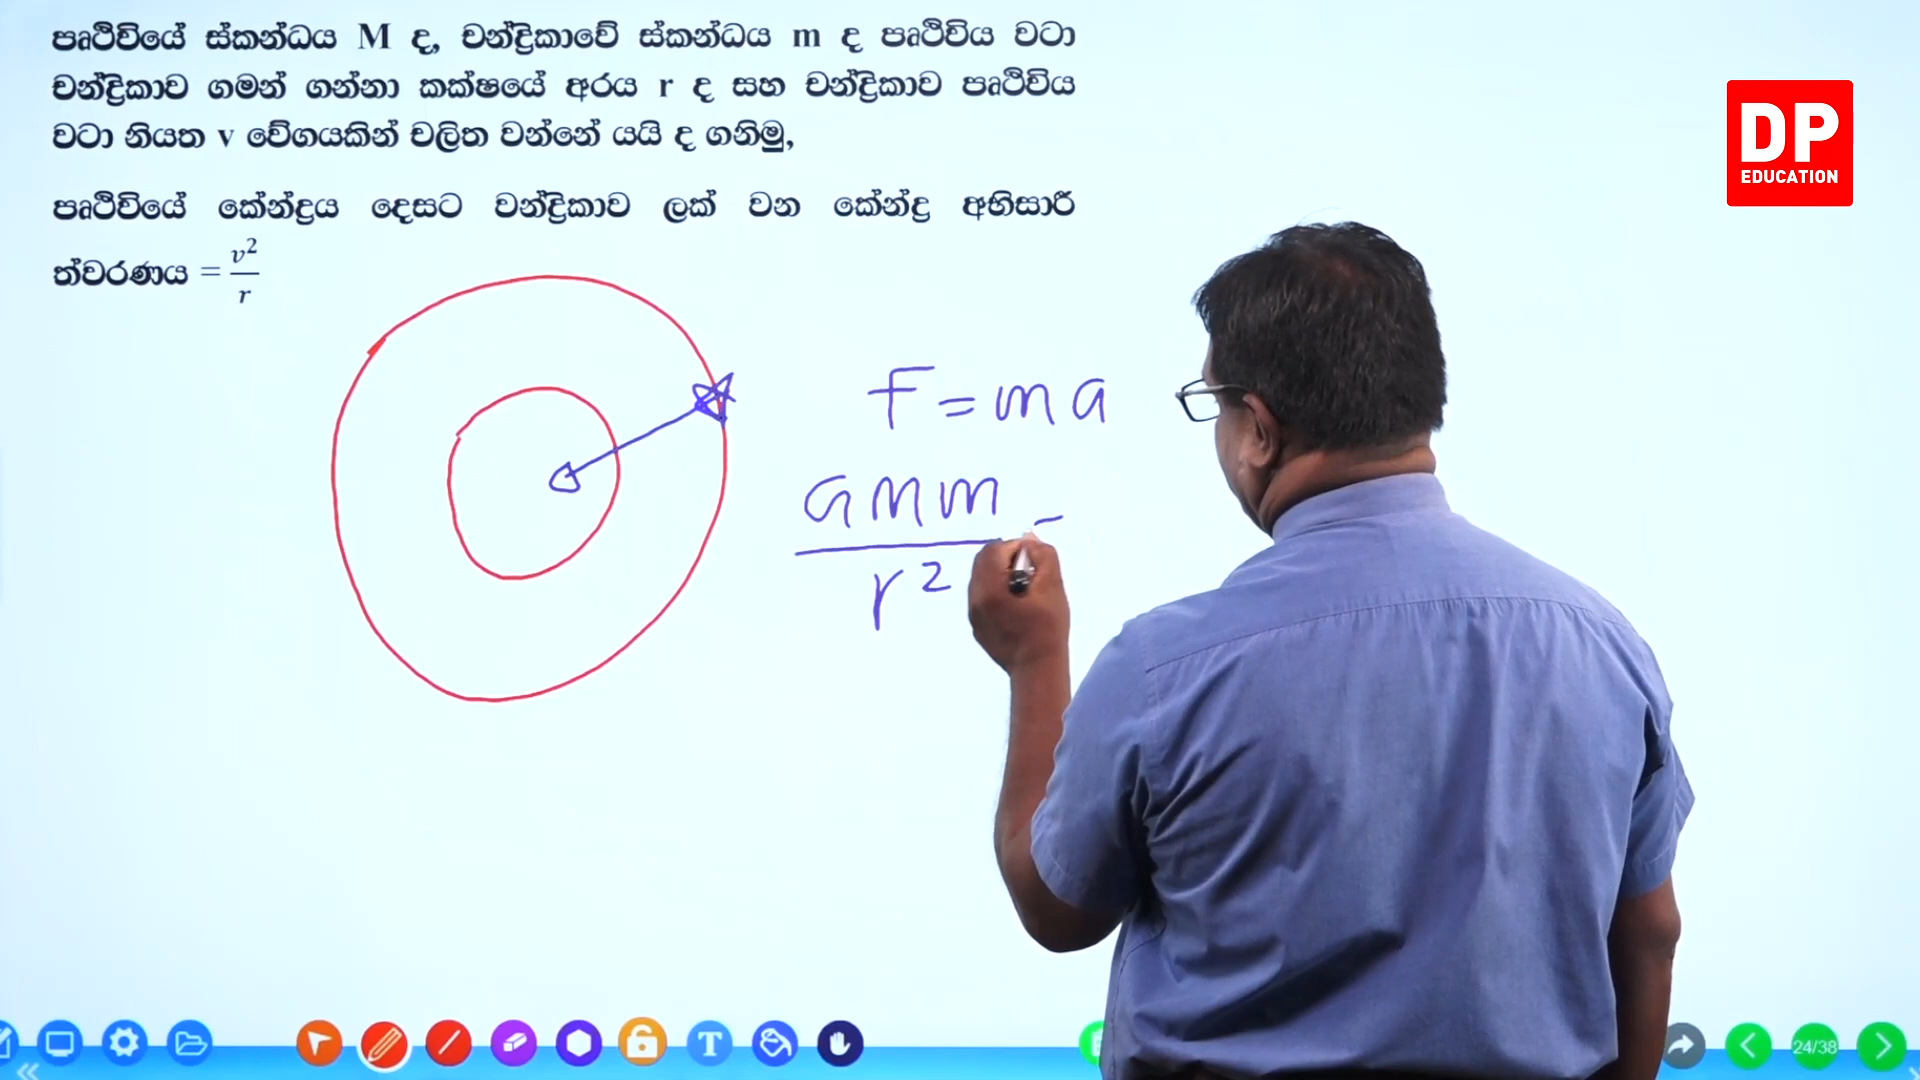 පෘථිවියේ ස්කන්ධය M ද, චන්ද්‍රිකාවේ ස්කන්ධය m ද පෘථිවිය වටා
චන්ද්‍රිකාව ගමන් ගන්නා කක්ෂයේ අරය r ද සහ චන්ද්‍රිකාව පෘථිවිය
වටා නියත v වේගයකින් චලිත වන්නේ යයි ද ගනිමු,
පෘථිවියේ කේන්ද්‍රය දෙසට චන්ද්‍රිකාව ලක් වන කේන්ද්‍ර අභිසාරී
ත්වරණය = v²/r
DP
EDUCATION
F = ma
GMm
r²
T
24/38